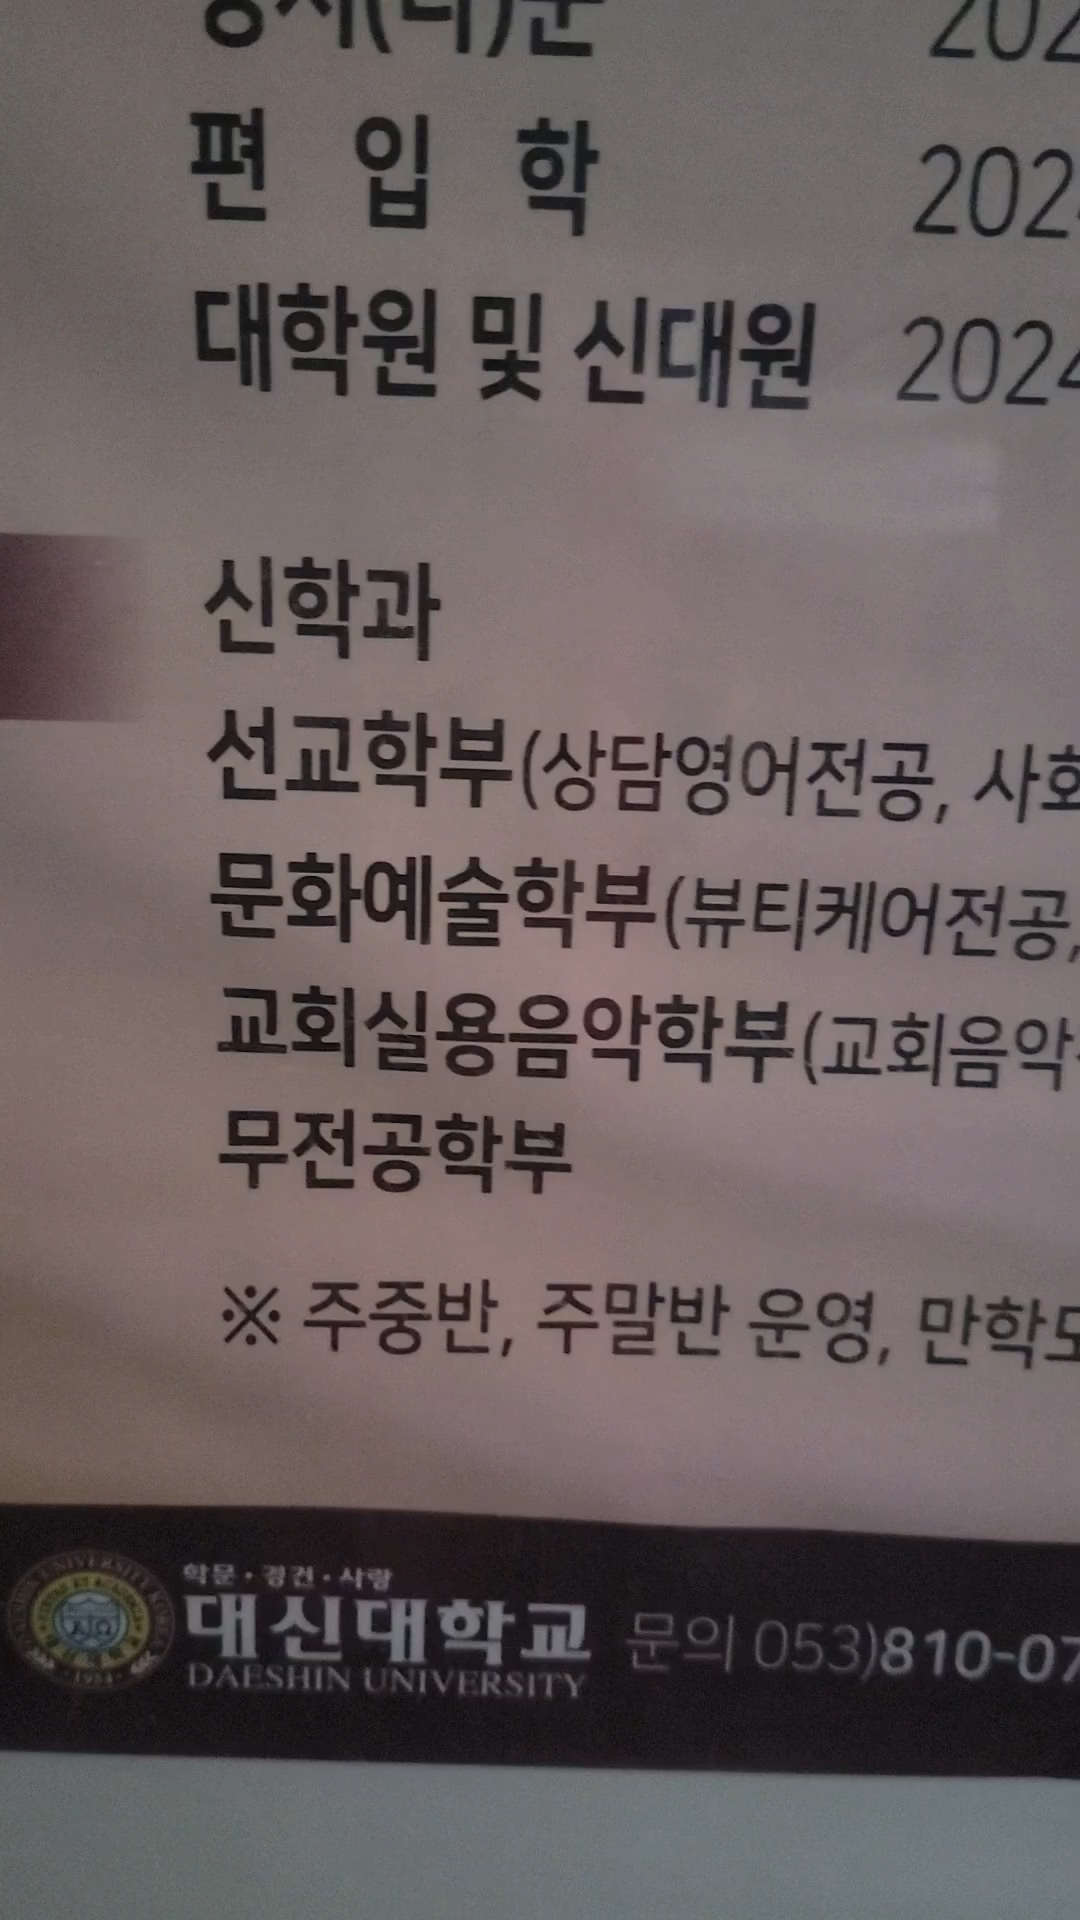 편 입 학 202
대학원 및 신대원 2024
신학과
선교학부(상담영어전공, 사회
문화예술학부(뷰티케어전공,
교회실용음악학부(교회음악
무전공학부
※ 주중반, 주말반 운영, 만학도
학문·경건·사랑
대신대학교 문의 053)810-07
DAESHIN UNIVERSITY